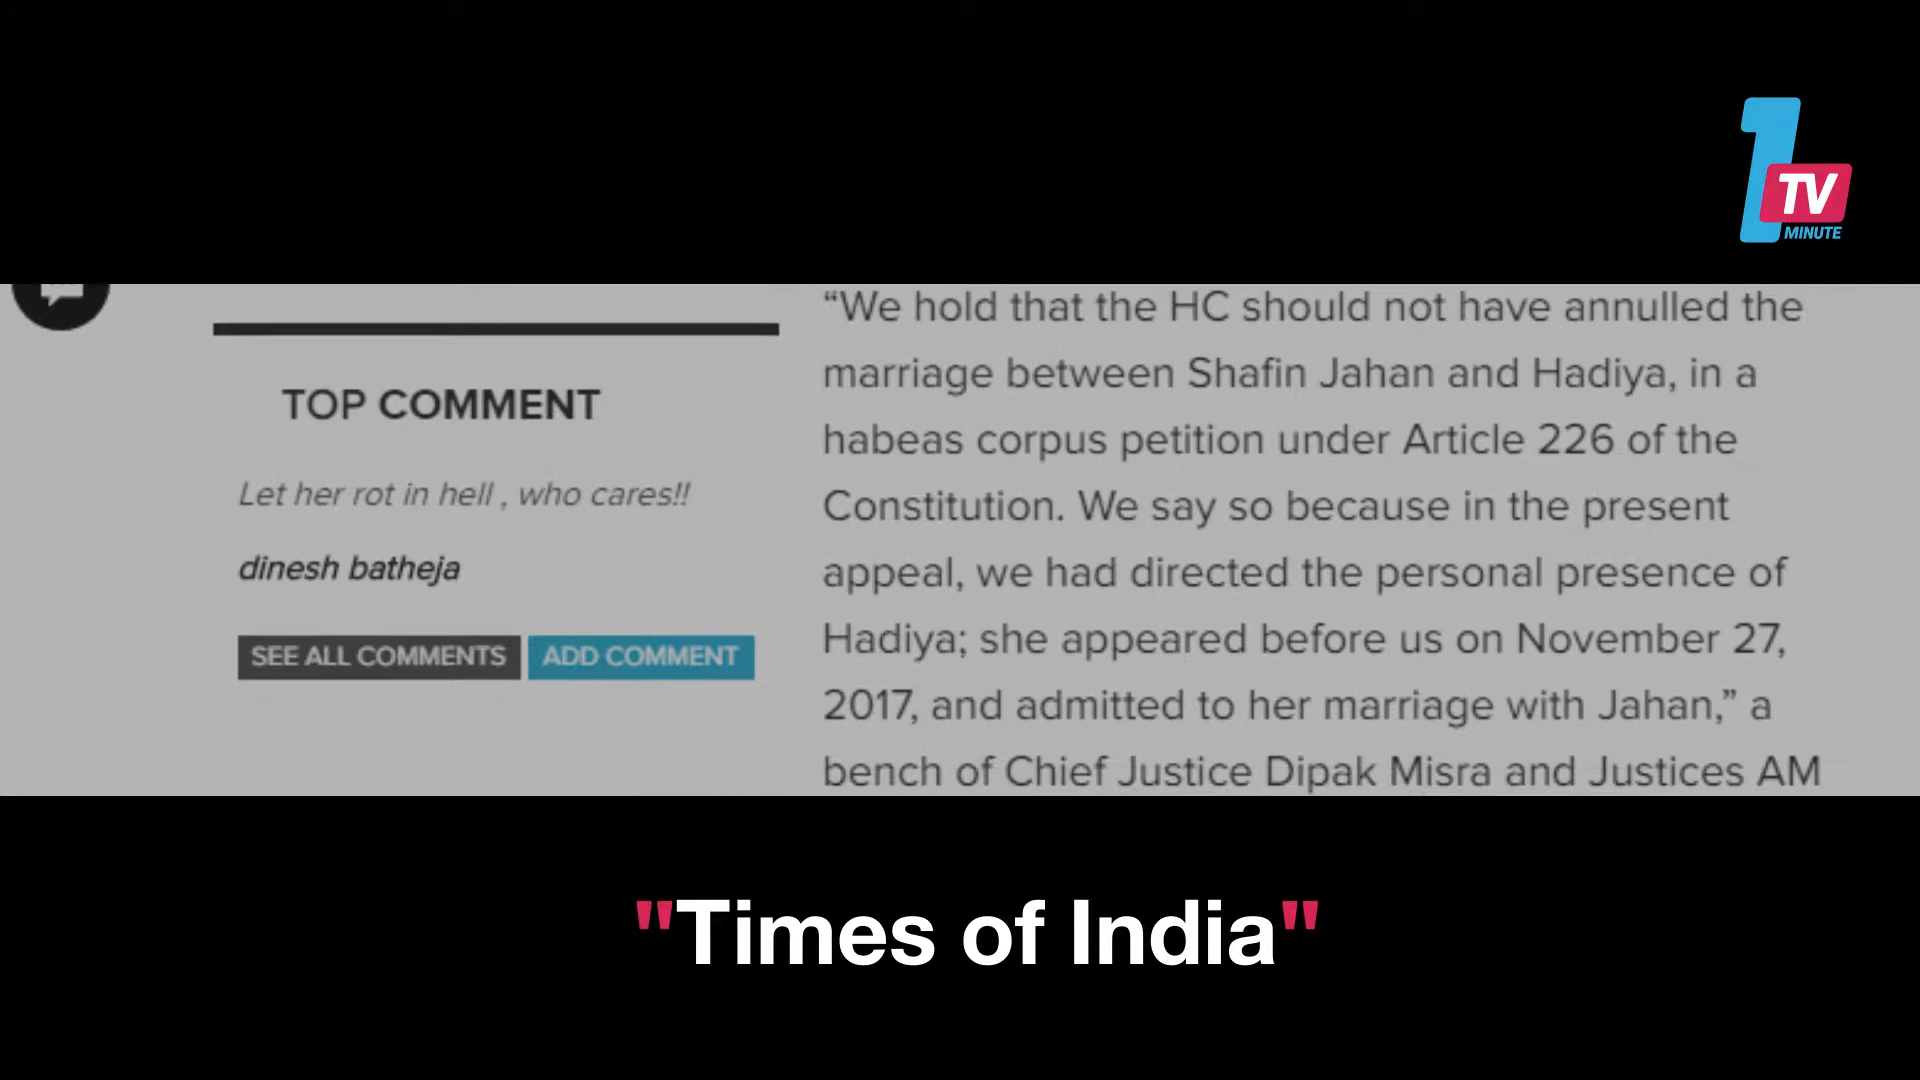 1
TV
MINUTE
TOP COMMENT
Let her rot in hell , who cares!!
dinesh batheja
SEE ALL COMMENTS
ADD COMMENT
“We hold that the HC should not have annulled the
marriage between Shafin Jahan and Hadiya, in a
habeas corpus petition under Article 226 of the
Constitution. We say so because in the present
appeal, we had directed the personal presence of
Hadiya; she appeared before us on November 27,
2017, and admitted to her marriage with Jahan,” a
bench of Chief Justice Dipak Misra and Justices AM
"Times of India"